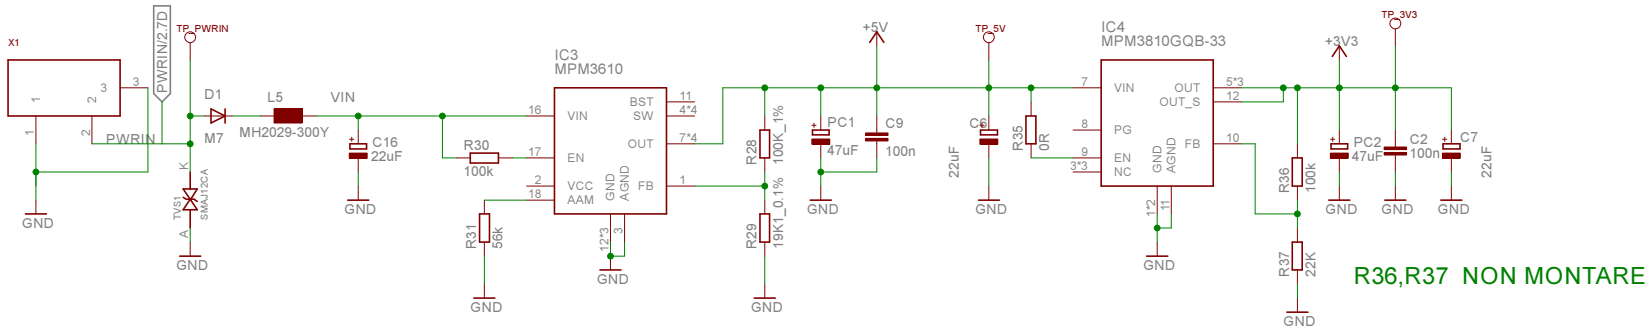 X1
3
3
1
2
1
2
PWRIN
PWRIN/2.7D
TP_PWRIN
D1
M7
K
TVS1
SMAJ12CA
A
GND
GND
L5
MH2029-300Y
VIN
C16
22uF
GND
R30
100k
R31
56k
GND
IC3
MPM3610
16
VIN
17
EN
2
VCC
18
AAM
BST
11
SW
4*4
OUT
7*4
FB
1
GND
AGND
12*3
3
GND
R28
100K_1%
R29
19K1_0.1%
GND
PC1
47uF
GND
+5V
C9
100n
TP_5V
C6
22uF
GND
R35
0R
IC4
MPM3810GQB-33
7
VIN
8
PG
9
EN
3*3
NC
OUT
5*3
OUT_S
12
FB
10
GND
AGND
1*2
11
GND
R36
100k
R37
22K
GND
+3V3
PC2
47uF
GND
TP_3V3
C2
100n
GND
C7
22uF
GND
R36,R37 NON MONTARE